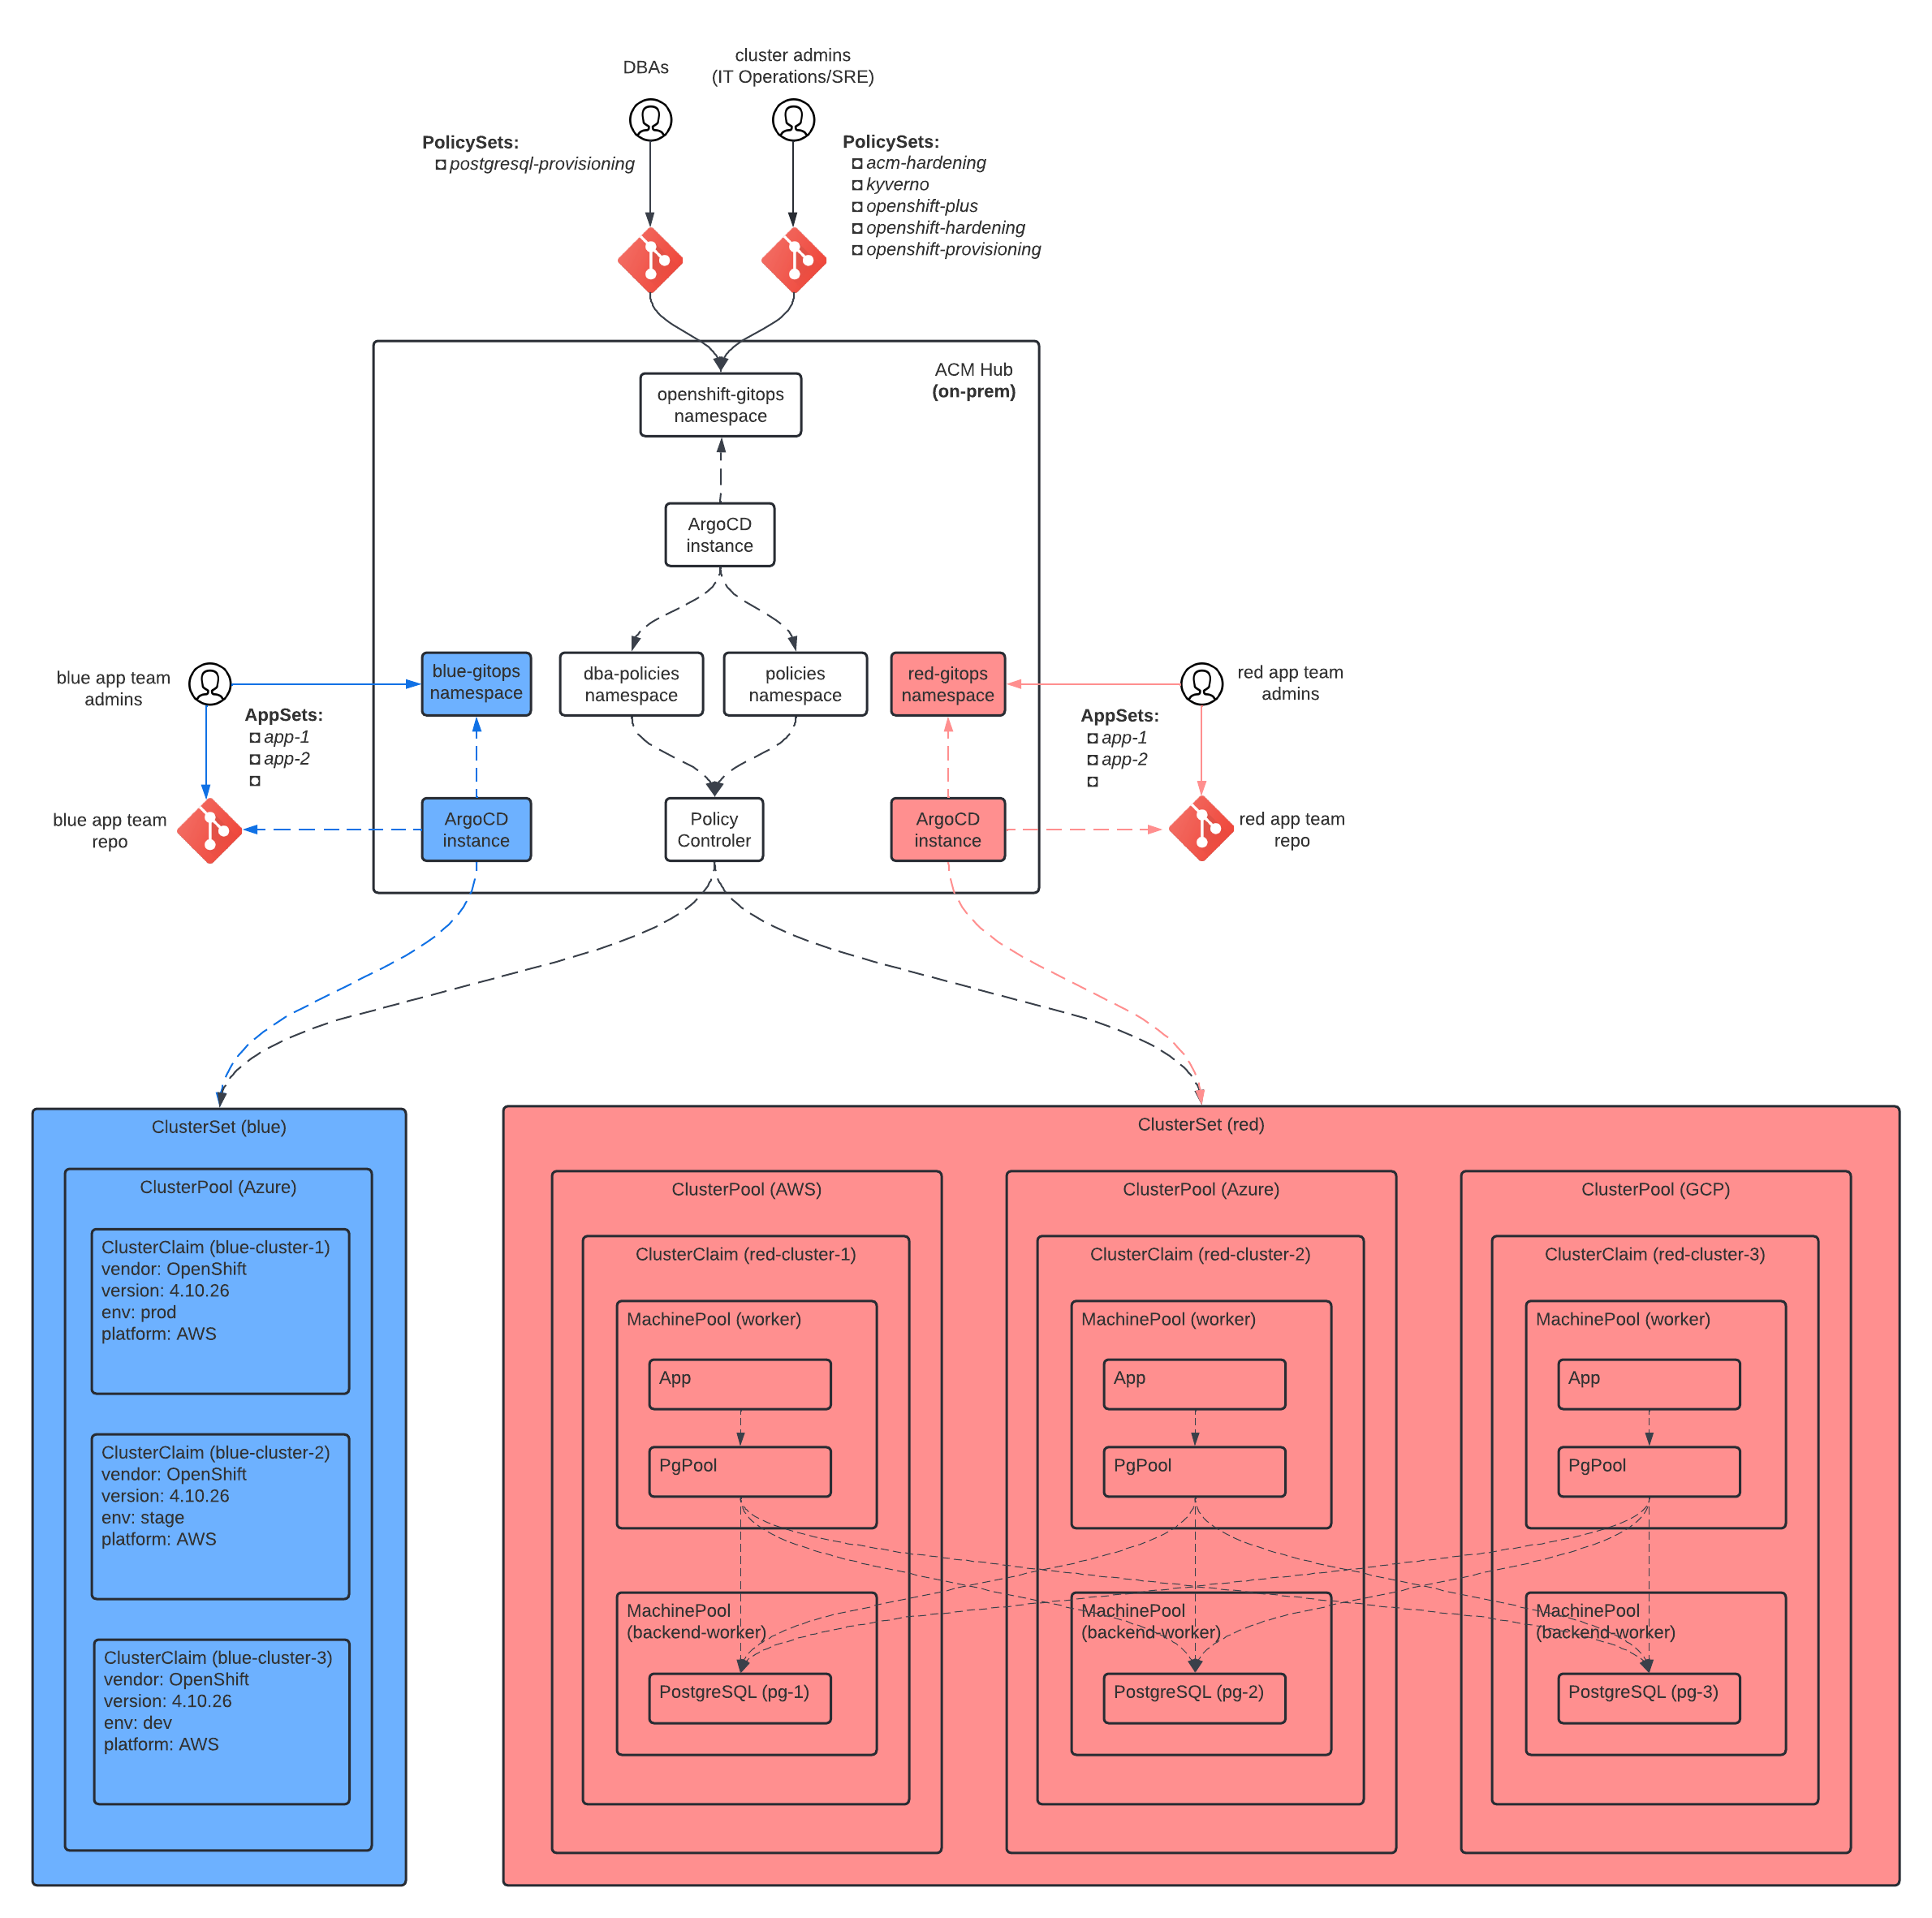 DBAs
cluster admins
(IT Operations/SRE)
PolicySets:
postgresql-provisioning
PolicySets:
acm-hardening
kyverno
openshift-plus
openshift-hardening
openshift-provisioning
ACM Hub
(on-prem)
openshift-gitops
namespace
ArgoCD
instance
blue app team
admins
blue-gitops
namespace
dba-policies
namespace
policies
namespace
red-gitops
namespace
red app team
admins
AppSets:
app-1
app-2
AppSets:
app-1
app-2
blue app team
repo
ArgoCD
instance
Policy
Controler
ArgoCD
instance
red app team
repo
ClusterSet (blue)
ClusterPool (Azure)
ClusterClaim (blue-cluster-1)
vendor: OpenShift
version: 4.10.26
env: prod
platform: AWS
ClusterClaim (blue-cluster-2)
vendor: OpenShift
version: 4.10.26
env: stage
platform: AWS
ClusterClaim (blue-cluster-3)
vendor: OpenShift
version: 4.10.26
env: dev
platform: AWS
ClusterSet (red)
ClusterPool (AWS)
ClusterClaim (red-cluster-1)
MachinePool (worker)
App
PgPool
MachinePool
(backend-worker)
PostgreSQL (pg-1)
ClusterPool (Azure)
ClusterClaim (red-cluster-2)
MachinePool (worker)
App
PgPool
MachinePool
(backend-worker)
PostgreSQL (pg-2)
ClusterPool (GCP)
ClusterClaim (red-cluster-3)
MachinePool (worker)
App
PgPool
MachinePool
(backend-worker)
PostgreSQL (pg-3)